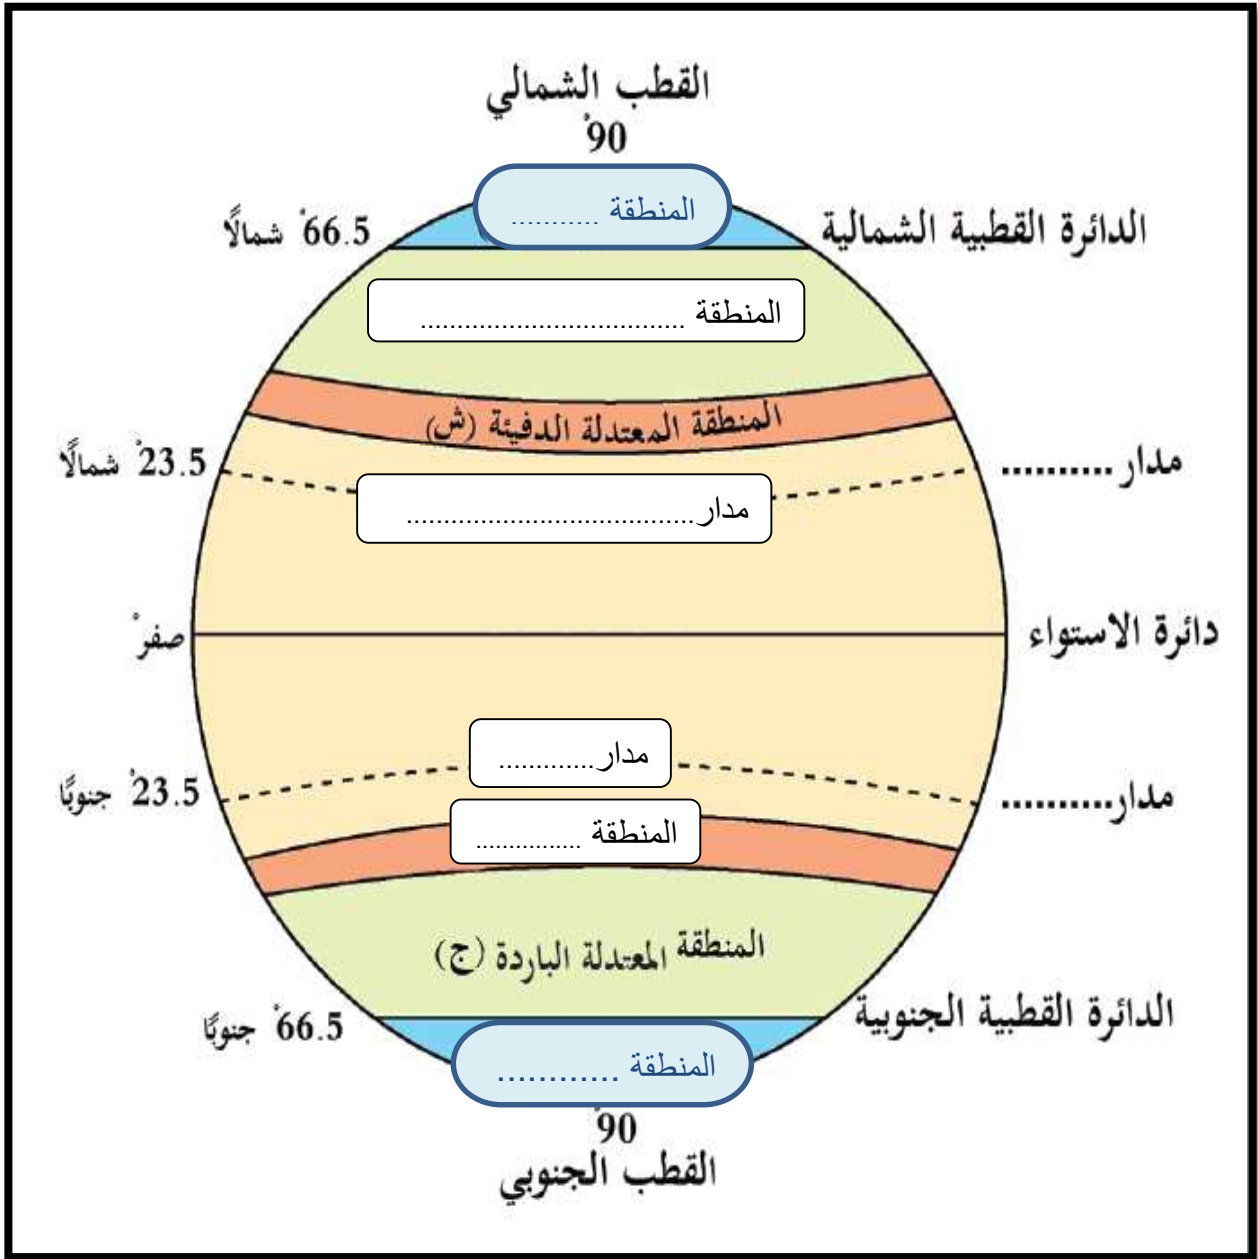 القطب الشمالي
90°
المنطقة ...........
66.5° شمالًا
الدائرة القطبية الشمالية
المنطقة ....................................
المنطقة المعتدلة الدفيئة (ش)
23.5° شمالًا
مدار ..........
مدار.......................................
صفر°
دائرة الاستواء
مدار.............
23.5° جنوبًا
مدار..........
المنطقة ...............
المنطقة المعتدلة الباردة (ج)
66.5° جنوبًا
الدائرة القطبية الجنوبية
المنطقة ............
90°
القطب الجنوبي